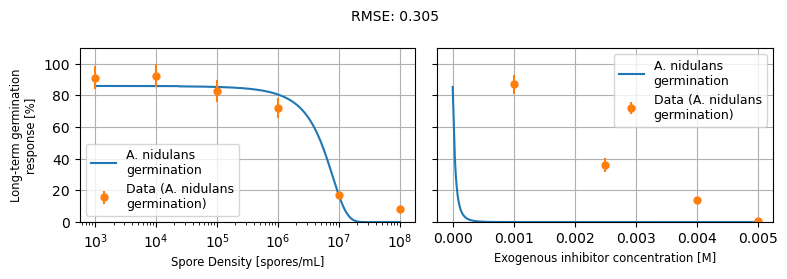 RMSE: 0.305
Long-term germination
response [%]
100
80
60
40
20
0
A. nidulans
germination
Data (A. nidulans
germination)
10³
10⁴
10⁵
10⁶
10⁷
10⁸
Spore Density [spores/mL]
A. nidulans
germination
Data (A. nidulans
germination)
0.000
0.001
0.002
0.003
0.004
0.005
Exogenous inhibitor concentration [M]